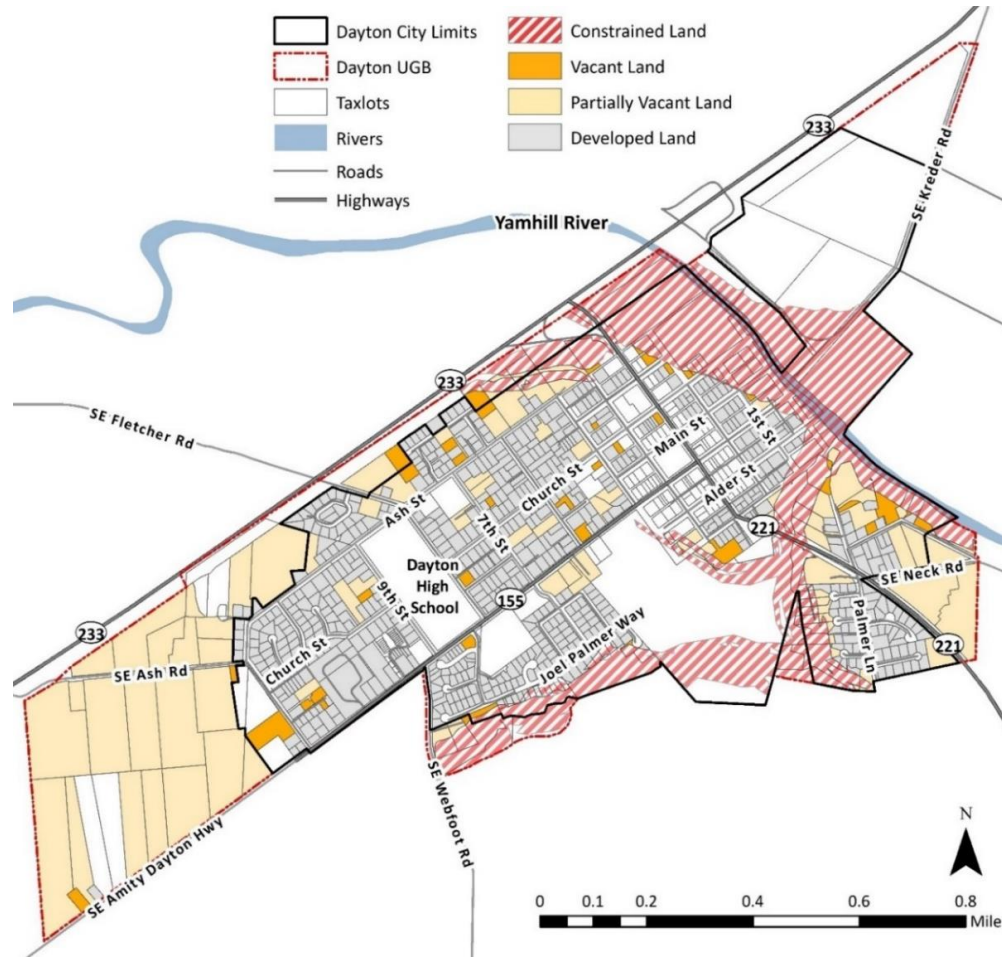 Dayton City Limits
Dayton UGB
Taxlots
Rivers
Roads
Highways
Constrained Land
Vacant Land
Partially Vacant Land
Developed Land
233
SE Kreder Rd
Yamhill River
233
SE Fletcher Rd
Main St
1st St
Church St
Alder St
Ash St
7th St
221
Dayton
High
School
SE Neck Rd
9th St
155
Palmer Ln
Joel Palmer Way
221
233
Church St
SE Ash Rd
SE Webfoot Rd
SE Amity Dayton Hwy
N
0 0.1 0.2 0.4 0.6 0.8
Mile